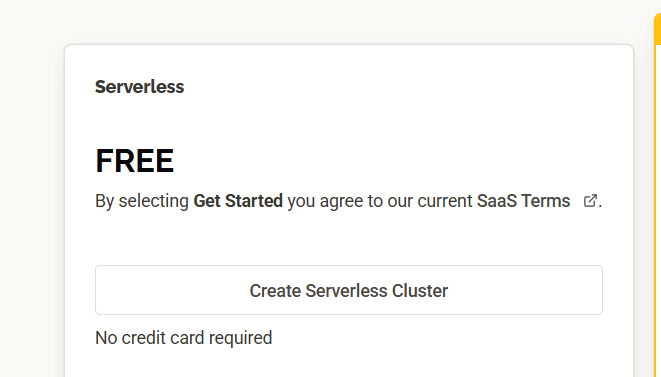 Serverless
FREE
By selecting Get Started you agree to our current SaaS Terms .
Create Serverless Cluster
No credit card required